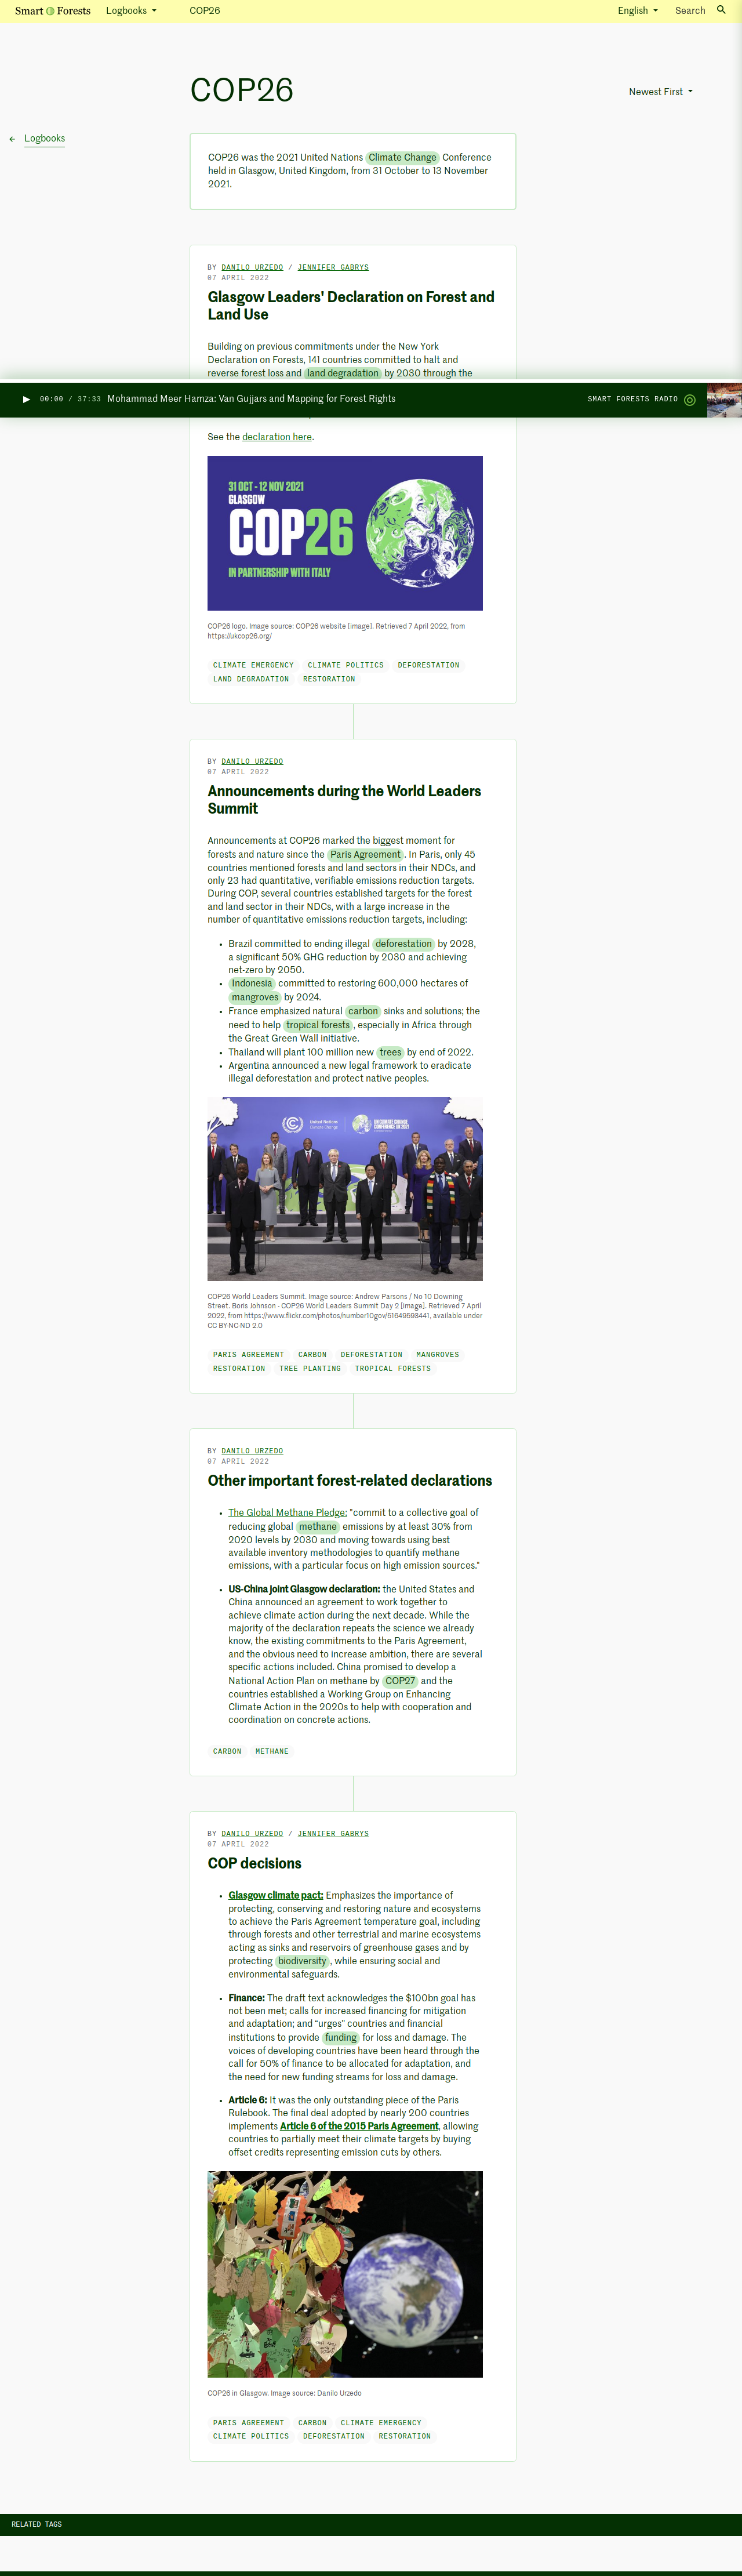 Smart Forests Logbooks COP26 English Search
COP26
Newest First
Logbooks
COP26 was the 2021 United Nations Climate Change Conference
held in Glasgow, United Kingdom, from 31 October to 13 November
2021.
BY DANILO URZEDO / JENNIFER GABRYS
07 APRIL 2022
Glasgow Leaders' Declaration on Forest and
Land Use
Building on previous commitments under the New York
Declaration on Forests, 141 countries committed to halt and
reverse forest loss and land degradation by 2030 through the
00:00 / 37:33 Mohammad Meer Hamza: Van Gujjars and Mapping for Forest Rights SMART FORESTS RADIO
See the declaration here.
31 OCT - 12 NOV 2021
GLASGOW
COP26
IN PARTNERSHIP WITH ITALY
COP26 logo. Image source: COP26 website [image]. Retrieved 7 April 2022, from
https://ukcop26.org/
CLIMATE EMERGENCY CLIMATE POLITICS DEFORESTATION
LAND DEGRADATION RESTORATION
BY DANILO URZEDO
07 APRIL 2022
Announcements during the World Leaders
Summit
Announcements at COP26 marked the biggest moment for
forests and nature since the Paris Agreement. In Paris, only 45
countries mentioned forests and land sectors in their NDCs, and
only 23 had quantitative, verifiable emissions reduction targets.
During COP, several countries established targets for the forest
and land sector in their NDCs, with a large increase in the
number of quantitative emissions reduction targets, including:
• Brazil committed to ending illegal deforestation by 2028,
a significant 50% GHG reduction by 2030 and achieving
net-zero by 2050.
• Indonesia committed to restoring 600,000 hectares of
mangroves by 2024.
• France emphasized natural carbon sinks and solutions; the
need to help tropical forests, especially in Africa through
the Great Green Wall initiative.
• Thailand will plant 100 million new trees by end of 2022.
• Argentina announced a new legal framework to eradicate
illegal deforestation and protect native peoples.
United Nations
Climate Change
UN CLIMATE CHANGE
CONFERENCE UK 2021
COP26 World Leaders Summit. Image source: Andrew Parsons / No 10 Downing
Street. Boris Johnson - COP26 World Leaders Summit Day 2 [image]. Retrieved 7 April
2022, from https://www.flickr.com/photos/number10gov/51649693441, available under
CC BY-NC-ND 2.0
PARIS AGREEMENT CARBON DEFORESTATION MANGROVES
RESTORATION TREE PLANTING TROPICAL FORESTS
BY DANILO URZEDO
07 APRIL 2022
Other important forest-related declarations
• The Global Methane Pledge: "commit to a collective goal of
reducing global methane emissions by at least 30% from
2020 levels by 2030 and moving towards using best
available inventory methodologies to quantify methane
emissions, with a particular focus on high emission sources."
• US-China joint Glasgow declaration: the United States and
China announced an agreement to work together to
achieve climate action during the next decade. While the
majority of the declaration repeats the science we already
know, the existing commitments to the Paris Agreement,
and the obvious need to increase ambition, there are several
specific actions included. China promised to develop a
National Action Plan on methane by COP27 and the
countries established a Working Group on Enhancing
Climate Action in the 2020s to help with cooperation and
coordination on concrete actions.
CARBON METHANE
BY DANILO URZEDO / JENNIFER GABRYS
07 APRIL 2022
COP decisions
• Glasgow climate pact: Emphasizes the importance of
protecting, conserving and restoring nature and ecosystems
to achieve the Paris Agreement temperature goal, including
through forests and other terrestrial and marine ecosystems
acting as sinks and reservoirs of greenhouse gases and by
protecting biodiversity, while ensuring social and
environmental safeguards.
• Finance: The draft text acknowledges the $100bn goal has
not been met; calls for increased financing for mitigation
and adaptation; and "urges" countries and financial
institutions to provide funding for loss and damage. The
voices of developing countries have been heard through the
call for 50% of finance to be allocated for adaptation, and
the need for new funding streams for loss and damage.
• Article 6: It was the only outstanding piece of the Paris
Rulebook. The final deal adopted by nearly 200 countries
implements Article 6 of the 2015 Paris Agreement, allowing
countries to partially meet their climate targets by buying
offset credits representing emission cuts by others.
COP26 in Glasgow. Image source: Danilo Urzedo
PARIS AGREEMENT CARBON CLIMATE EMERGENCY
CLIMATE POLITICS DEFORESTATION RESTORATION
RELATED TAGS